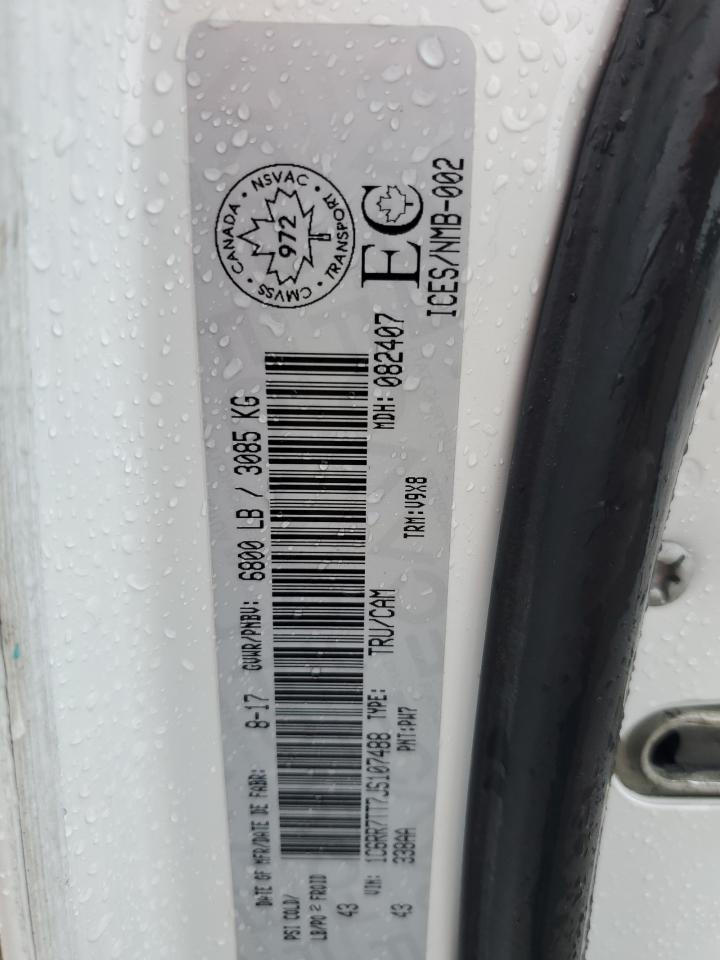 DATE OF MFR/DATE DE FABR: 8-17 GVWR/PNBV: 6800 LB / 3085 KG
PSI COLD/
LB/PO 2 FROID
43
VIN: 1C6RR7TT7JS107488 TYPE: TRU/CAM MDH: 082407
43 338AA PNT:PW7 TRM:V9X8
CANADA · NSVAC · TRANSPORT · CMVSS ·
972
EC
ICES/NMB-002